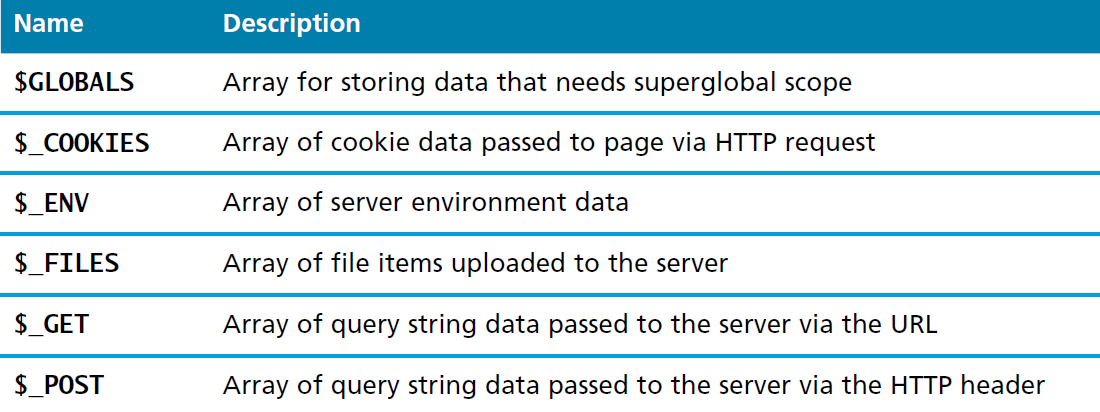 Name Description
$GLOBALS Array for storing data that needs superglobal scope
$_COOKIES Array of cookie data passed to page via HTTP request
$_ENV Array of server environment data
$_FILES Array of file items uploaded to the server
$_GET Array of query string data passed to the server via the URL
$_POST Array of query string data passed to the server via the HTTP header